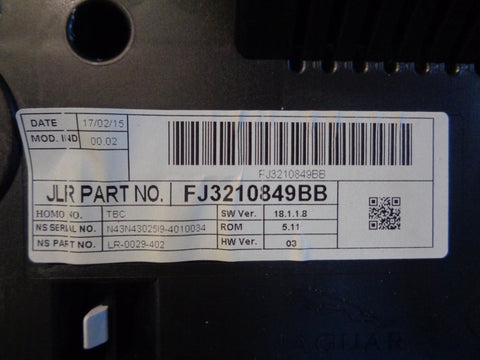 DATE 17/02/15
MOD. IND 00.02
FJ3210849BB
JLR PART NO. FJ3210849BB
HOMO NO. TBC SW Ver. 18.1.1.8
NS SERIAL NO. N43N43025I9-4010034 ROM 5.11
NS PART NO. LR-0029-402 HW Ver. 03
JAGUAR